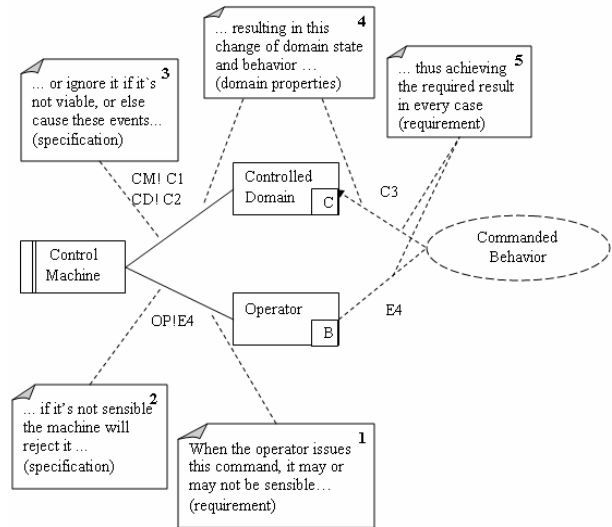 3
... or ignore it if it`s
not viable, or else
cause these events...
(specification)
4
... resulting in this
change of domain state
and behavior ...
(domain properties)
5
... thus achieving
the required result
in every case
(requirement)
CM! C1
CD! C2
Controlled
Domain
C
C3
Control
Machine
Commanded
Behavior
Operator
B
OP!E4
E4
2
... if it's not sensible
the machine will
reject it ...
(specification)
1
When the operator issues
this command, it may or
may not be sensible...
(requirement)